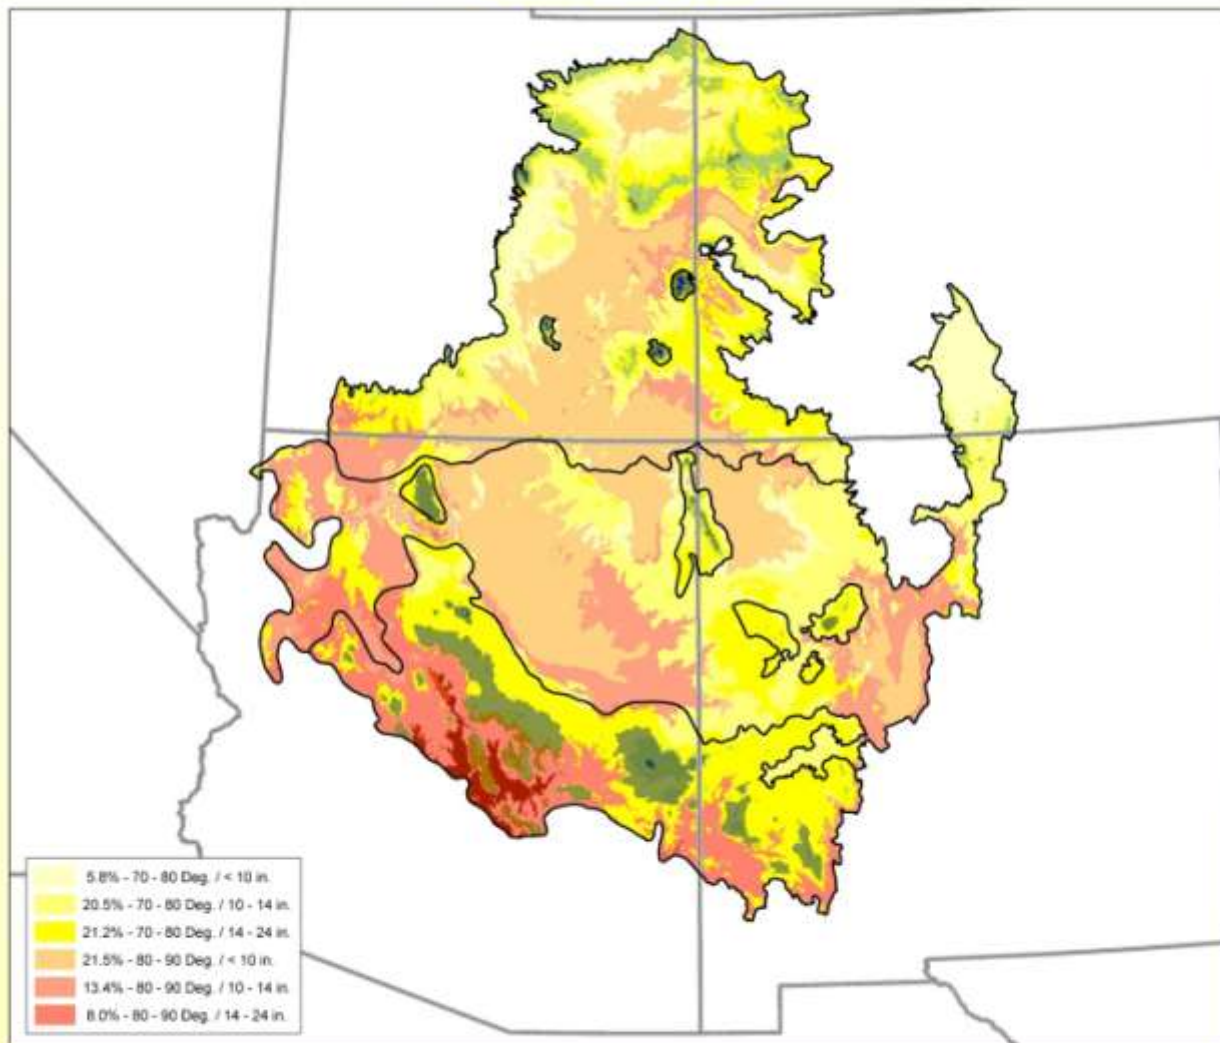 5.8% - 70 - 80 Deg. / < 10 in.
20.5% - 70 - 80 Deg. / 10 - 14 in.
21.2% - 70 - 80 Deg. / 14 - 24 in.
21.5% - 80 - 90 Deg. / < 10 in.
13.4% - 80 - 90 Deg. / 10 - 14 in.
8.0% - 80 - 90 Deg. / 14 - 24 in.